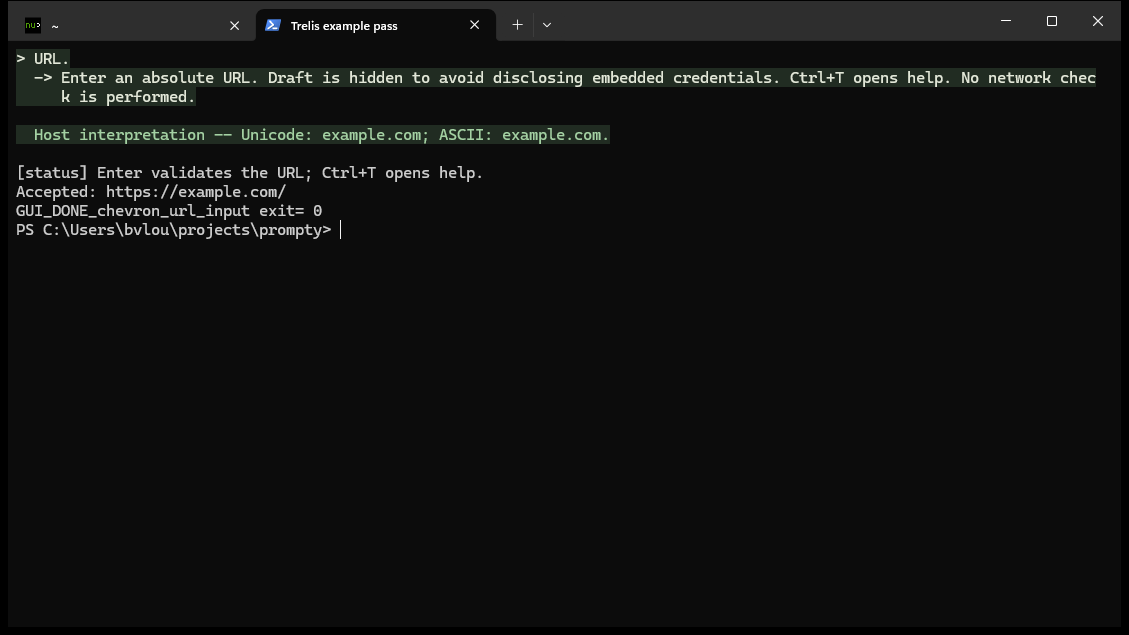 nu> ~
Trelis example pass
> URL.
-> Enter an absolute URL. Draft is hidden to avoid disclosing embedded credentials. Ctrl+T opens help. No network chec
k is performed.
Host interpretation -- Unicode: example.com; ASCII: example.com.
[status] Enter validates the URL; Ctrl+T opens help.
Accepted: https://example.com/
GUI_DONE_chevron_url_input exit= 0
PS C:\Users\bvlou\projects\prompty>